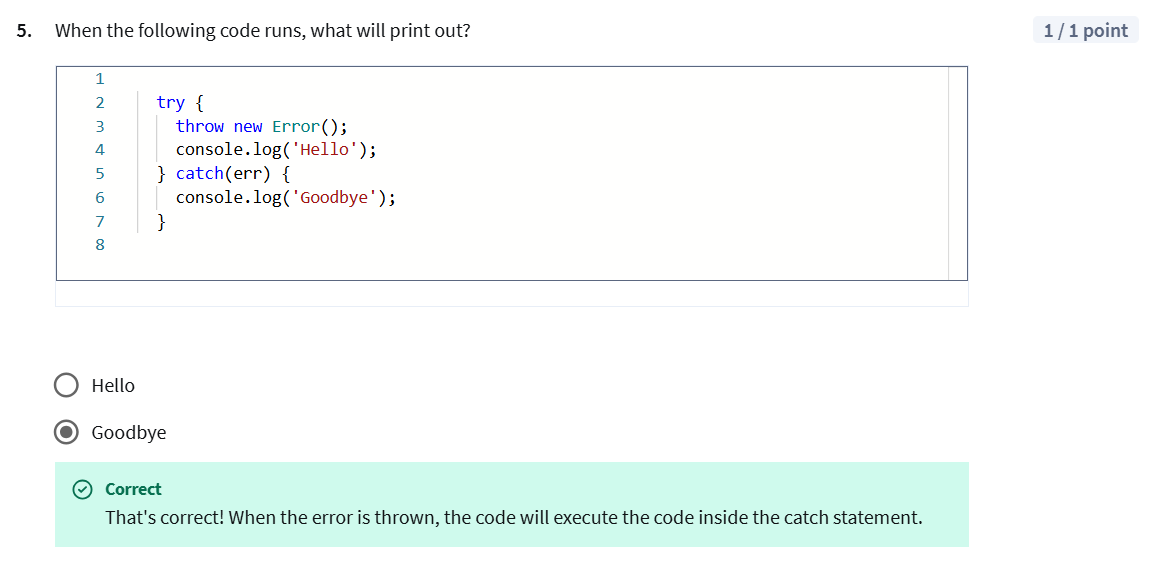 5. When the following code runs, what will print out?
1 / 1 point
1
2 try {
3 throw new Error();
4 console.log('Hello');
5 } catch(err) {
6 console.log('Goodbye');
7 }
8
Hello
Goodbye
Correct
That's correct! When the error is thrown, the code will execute the code inside the catch statement.